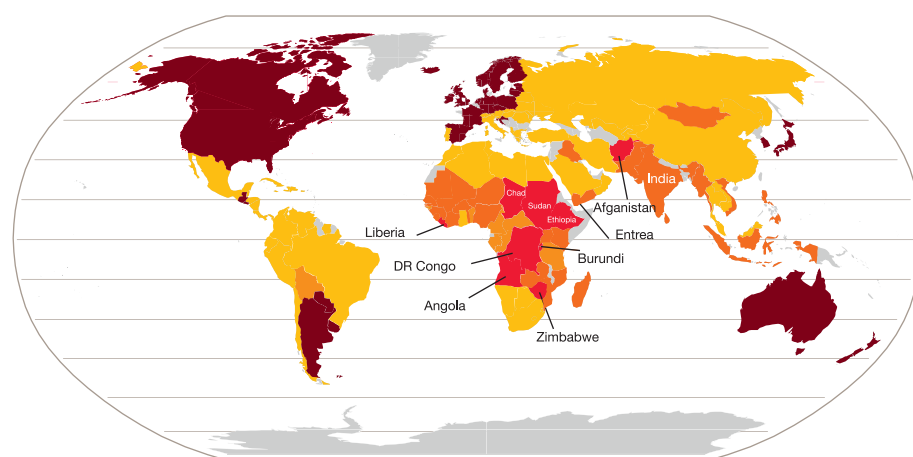 Chad
India
Sudan
Afganistan
Ethiopia
Liberia
Entrea
DR Congo
Burundi
Angola
Zimbabwe